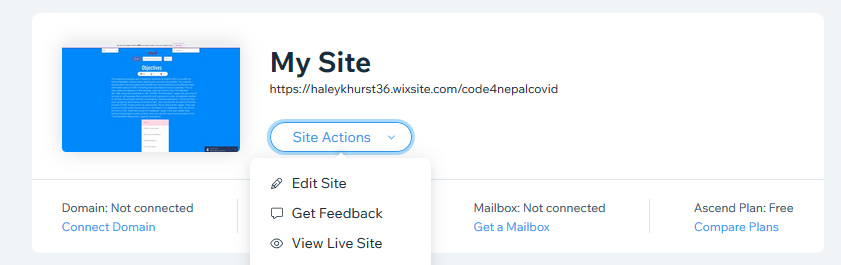 Objectives
My Site
https://haleykhurst36.wixsite.com/code4nepalcovid
Site Actions
Edit Site
Get Feedback
View Live Site
Domain: Not connected
Connect Domain
Mailbox: Not connected
Get a Mailbox
Ascend Plan: Free
Compare Plans